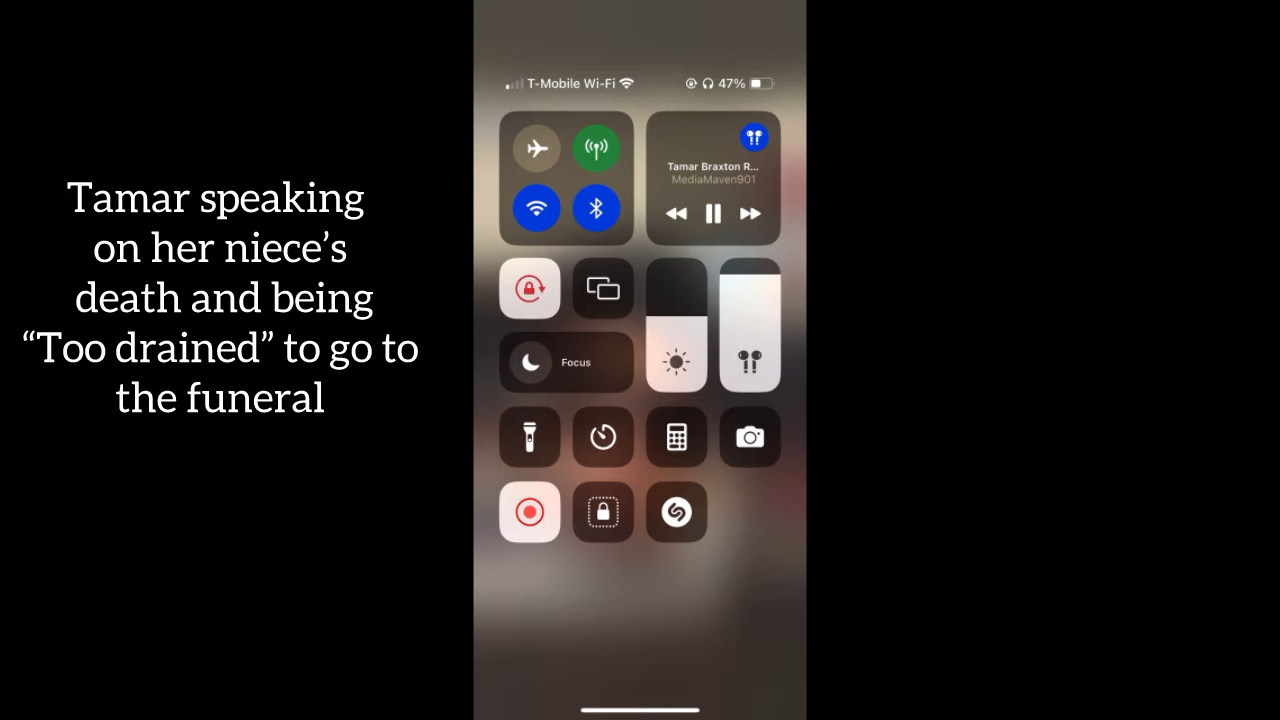 Tamar speaking
on her niece’s
death and being
“Too drained” to go to
the funeral
T-Mobile Wi-Fi
47%
Tamar Braxton R...
MediaMaven901
Focus